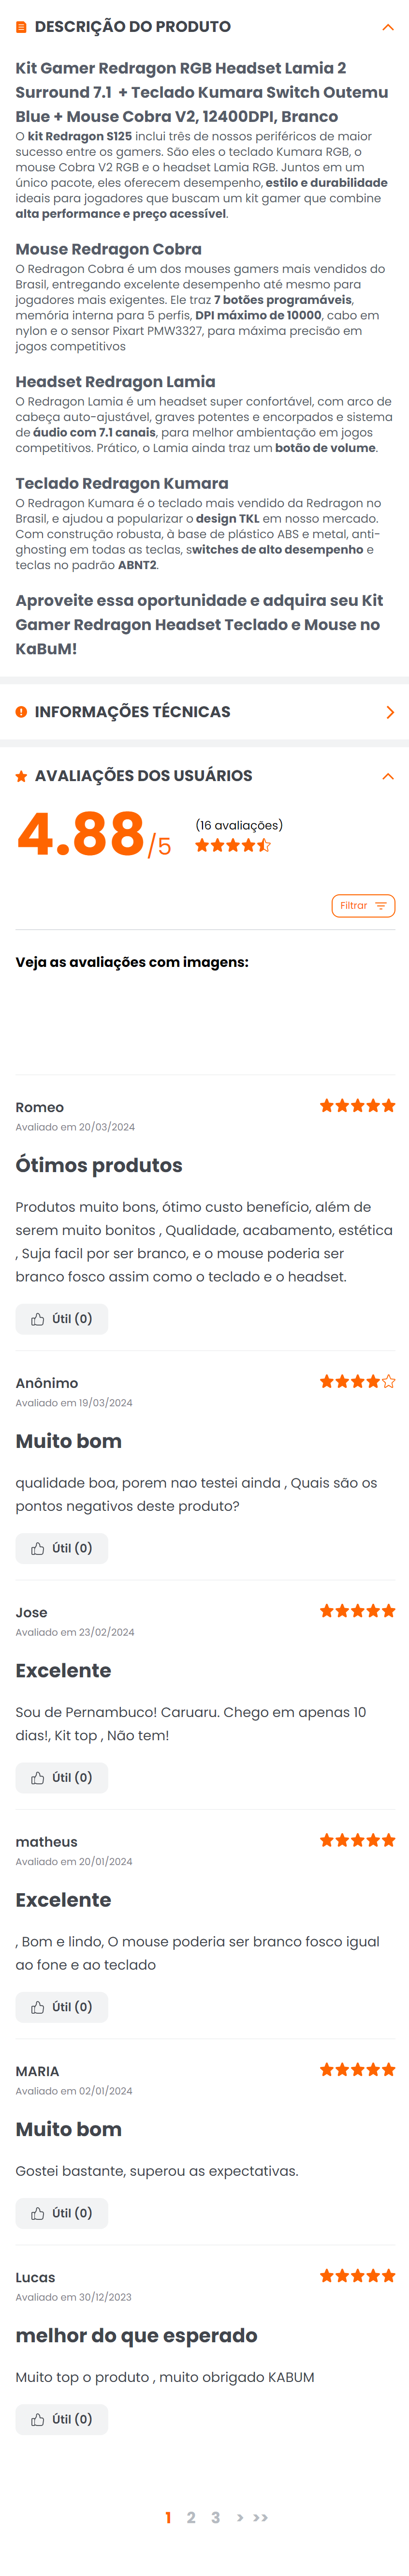 DESCRIÇÃO DO PRODUTO
Kit Gamer Redragon RGB Headset Lamia 2
Surround 7.1 + Teclado Kumara Switch Outemu
Blue + Mouse Cobra V2, 12400DPI, Branco
O kit Redragon S125 inclui três de nossos periféricos de maior
sucesso entre os gamers. São eles o teclado Kumara RGB, o
mouse Cobra V2 RGB e o headset Lamia RGB. Juntos em um
único pacote, eles oferecem desempenho, estilo e durabilidade
ideais para jogadores que buscam um kit gamer que combine
alta performance e preço acessível.
Mouse Redragon Cobra
O Redragon Cobra é um dos mouses gamers mais vendidos do
Brasil, entregando excelente desempenho até mesmo para
jogadores mais exigentes. Ele traz 7 botões programáveis,
memória interna para 5 perfis, DPI máximo de 10000, cabo em
nylon e o sensor Pixart PMW3327, para máxima precisão em
jogos competitivos
Headset Redragon Lamia
O Redragon Lamia é um headset super confortável, com arco de
cabeça auto-ajustável, graves potentes e encorpados e sistema
de áudio com 7.1 canais, para melhor ambientação em jogos
competitivos. Prático, o Lamia ainda traz um botão de volume.
Teclado Redragon Kumara
O Redragon Kumara é o teclado mais vendido da Redragon no
Brasil, e ajudou a popularizar o design TKL em nosso mercado.
Com construção robusta, à base de plástico ABS e metal, anti-
ghosting em todas as teclas, switches de alto desempenho e
teclas no padrão ABNT2.
Aproveite essa oportunidade e adquira seu Kit
Gamer Redragon Headset Teclado e Mouse no
KaBuM!
INFORMAÇÕES TÉCNICAS
AVALIAÇÕES DOS USUÁRIOS
4.88/5
(16 avaliações)
Filtrar
Veja as avaliações com imagens:
Romeo
Avaliado em 20/03/2024
Ótimos produtos
Produtos muito bons, ótimo custo benefício, além de
serem muito bonitos , Qualidade, acabamento, estética
, Suja facil por ser branco, e o mouse poderia ser
branco fosco assim como o teclado e o headset.
Útil (0)
Anônimo
Avaliado em 19/03/2024
Muito bom
qualidade boa, porem nao testei ainda , Quais são os
pontos negativos deste produto?
Útil (0)
Jose
Avaliado em 23/02/2024
Excelente
Sou de Pernambuco! Caruaru. Chego em apenas 10
dias!, Kit top , Não tem!
Útil (0)
matheus
Avaliado em 20/01/2024
Excelente
, Bom e lindo, O mouse poderia ser branco fosco igual
ao fone e ao teclado
Útil (0)
MARIA
Avaliado em 02/01/2024
Muito bom
Gostei bastante, superou as expectativas.
Útil (0)
Lucas
Avaliado em 30/12/2023
melhor do que esperado
Muito top o produto , muito obrigado KABUM
Útil (0)
1 2 3 > >>